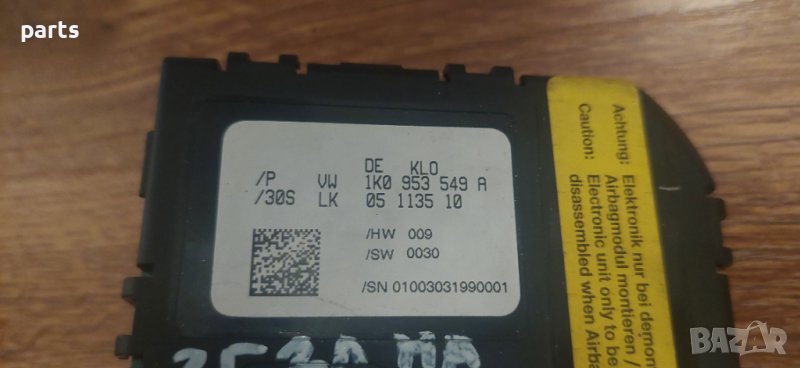 parts
DE KLO
/P VW 1K0 953 549 A
/30S LK 05 1135 10
/HW 009
/SW 0030
/SN 01003031990001
Achtung: Elektronik nur bei demon
Airbagmodul montieren /
Caution: Electronic unit only to be
disassembled when Airba
BAZAR